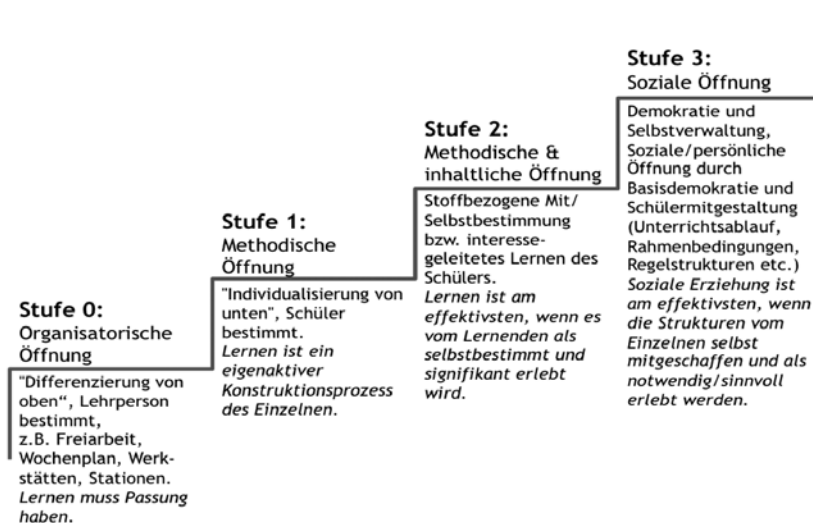 Stufe 0:
Organisatorische
Öffnung
"Differenzierung von
oben“, Lehrperson
bestimmt,
z.B. Freiarbeit,
Wochenplan, Werk-
stätten, Stationen.
Lernen muss Passung
haben.
Stufe 1:
Methodische
Öffnung
"Individualisierung von
unten", Schüler
bestimmt.
Lernen ist ein
eigenaktiver
Konstruktionsprozess
des Einzelnen.
Stufe 2:
Methodische &
inhaltliche Öffnung
Stoffbezogene Mit/
Selbstbestimmung
bzw. interesse-
geleitetes Lernen des
Schülers.
Lernen ist am
effektivsten, wenn es
vom Lernenden als
selbstbestimmt und
signifikant erlebt
wird.
Stufe 3:
Soziale Öffnung
Demokratie und
Selbstverwaltung,
Soziale/persönliche
Öffnung durch
Basisdemokratie und
Schülermitgestaltung
(Unterrichtsablauf,
Rahmenbedingungen,
Regelstrukturen etc.)
Soziale Erziehung ist
am effektivsten, wenn
die Strukturen vom
Einzelnen selbst
mitgeschaffen und als
notwendig/sinnvoll
erlebt werden.